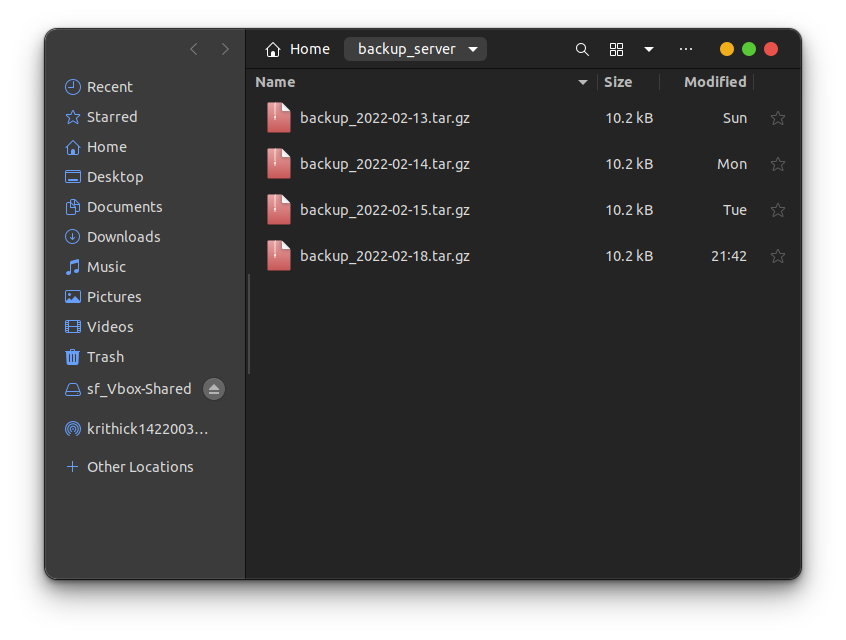 Home backup_server
Recent
Starred
Home
Desktop
Documents
Downloads
Music
Pictures
Videos
Trash
sf_Vbox-Shared
krithick1422003...
Other Locations
Name Size Modified
backup_2022-02-13.tar.gz 10.2 kB Sun
backup_2022-02-14.tar.gz 10.2 kB Mon
backup_2022-02-15.tar.gz 10.2 kB Tue
backup_2022-02-18.tar.gz 10.2 kB 21:42